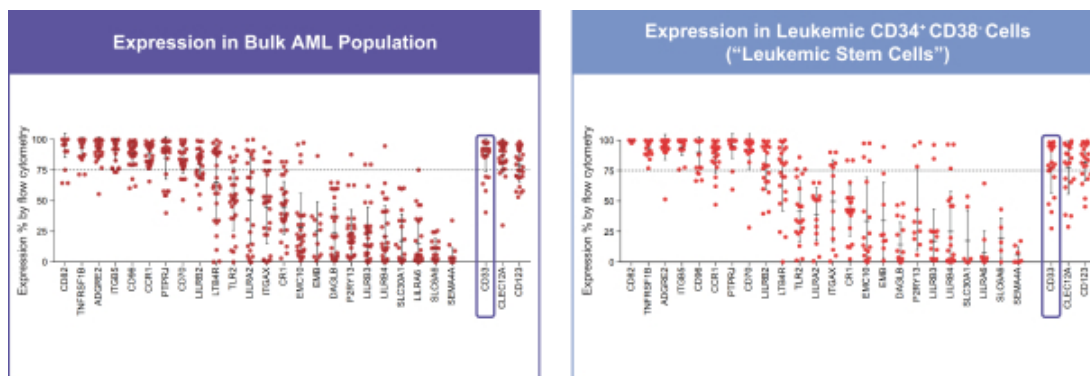 Expression in Bulk AML Population
Expression % by flow cytometry
100
75
50
25
0
CD82
TNFRSF1B
ADGRE2
ITGB5
CD96
CCR1
PTPRJ
CD70
LILRB2
LTB4R
TLR2
LILRA2
ITGAX
CR1
EMC10
EMB
DAGLB
P2RY13
LILRB3
LILRB4
SLC30A1
LILRA6
SLC6A6
SEMA4A
CD33
CLEC12A
CD123
Expression in Leukemic CD34⁺ CD38⁻ Cells
(“Leukemic Stem Cells”)
Expression % by flow cytometry
100
75
50
25
0
CD82
TNFRSF1B
ADGRE2
ITGB5
CD96
CCR1
PTPRJ
CD70
LILRB2
LTB4R
TLR2
LILRA2
ITGAX
CR1
EMC10
EMB
DAGLB
P2RY13
LILRB3
LILRB4
SLC30A1
LILRA6
SLC6A6
SEMA4A
CD33
CLEC12A
CD123